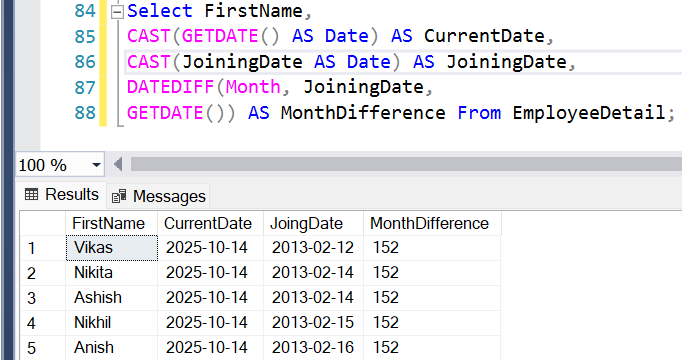 84 Select FirstName,
85 CAST(GETDATE() AS Date) AS CurrentDate,
86 CAST(JoiningDate AS Date) AS JoiningDate,
87 DATEDIFF(Month, JoiningDate,
88 GETDATE()) AS MonthDifference From EmployeeDetail;
100 %
Results Messages
FirstName CurrentDate JoingDate MonthDifference
1 Vikas 2025-10-14 2013-02-12 152
2 Nikita 2025-10-14 2013-02-14 152
3 Ashish 2025-10-14 2013-02-14 152
4 Nikhil 2025-10-14 2013-02-15 152
5 Anish 2025-10-14 2013-02-16 152